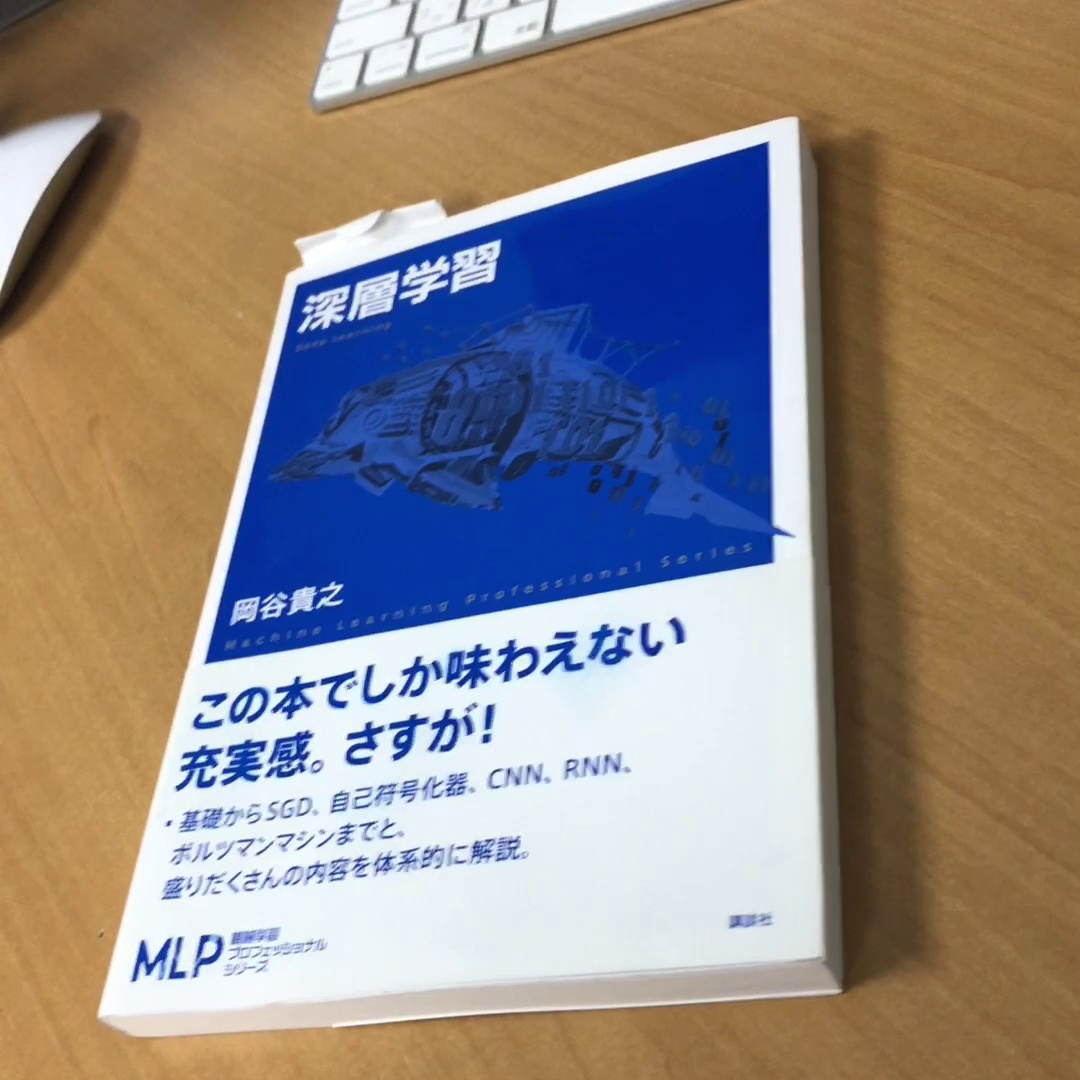 深層学習
Deep Learning
岡谷貴之
Machine Learning Professional Series
この本でしか味わえない
充実感。さすが！
・基礎からSGD、自己符号化器、CNN、RNN、
ボルツマンマシンまでと、
盛りだくさんの内容を体系的に解説。
MLP
機械学習
プロフェッショナル
シリーズ
講談社